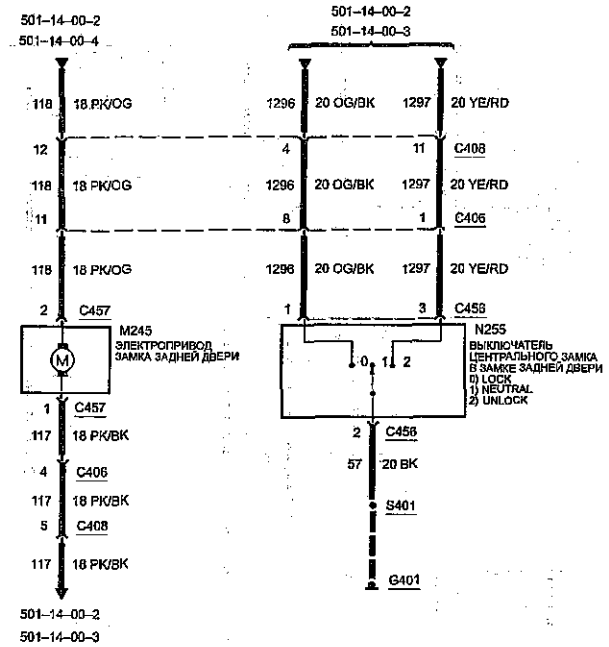 501–14–00–2
501–14–00–4
501–14–00–2
501–14–00–3
118 18 PK/OG
1296 20 OG/BK
1297 20 YE/RD
12
4
11 C408
118 18 PK/OG
1296 20 OG/BK
1297 20 YE/RD
11
8
1 C406
118 18 PK/OG
1296 20 OG/BK
1297 20 YE/RD
2 C457
1
3 C456
M245
ЭЛЕКТРОПРИВОД
ЗАМКА ЗАДНЕЙ ДВЕРИ
M
N255
ВЫКЛЮЧАТЕЛЬ
ЦЕНТРАЛЬНОГО ЗАМКА
В ЗАМКЕ ЗАДНЕЙ ДВЕРИ
0) LOCK
1) NEUTRAL
2) UNLOCK
0 1 2
1 C457
2 C456
117 18 PK/BK
57 20 BK
4 C406
117 18 PK/BK
S401
5 C408
117 18 PK/BK
G401
501–14–00–2
501–14–00–3